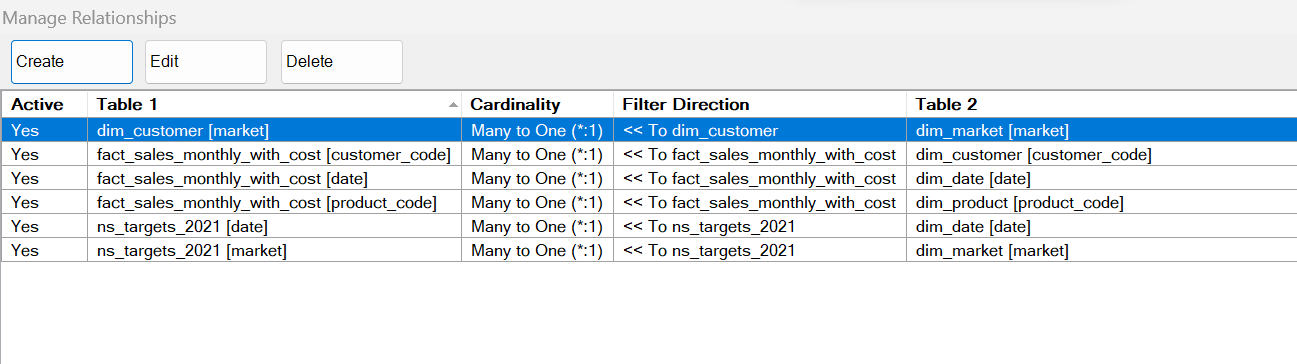 Manage Relationships
Create Edit Delete
Active Table 1 Cardinality Filter Direction Table 2
Yes dim_customer [market] Many to One (*:1) << To dim_customer dim_market [market]
Yes fact_sales_monthly_with_cost [customer_code] Many to One (*:1) << To fact_sales_monthly_with_cost dim_customer [customer_code]
Yes fact_sales_monthly_with_cost [date] Many to One (*:1) << To fact_sales_monthly_with_cost dim_date [date]
Yes fact_sales_monthly_with_cost [product_code] Many to One (*:1) << To fact_sales_monthly_with_cost dim_product [product_code]
Yes ns_targets_2021 [date] Many to One (*:1) << To ns_targets_2021 dim_date [date]
Yes ns_targets_2021 [market] Many to One (*:1) << To ns_targets_2021 dim_market [market]